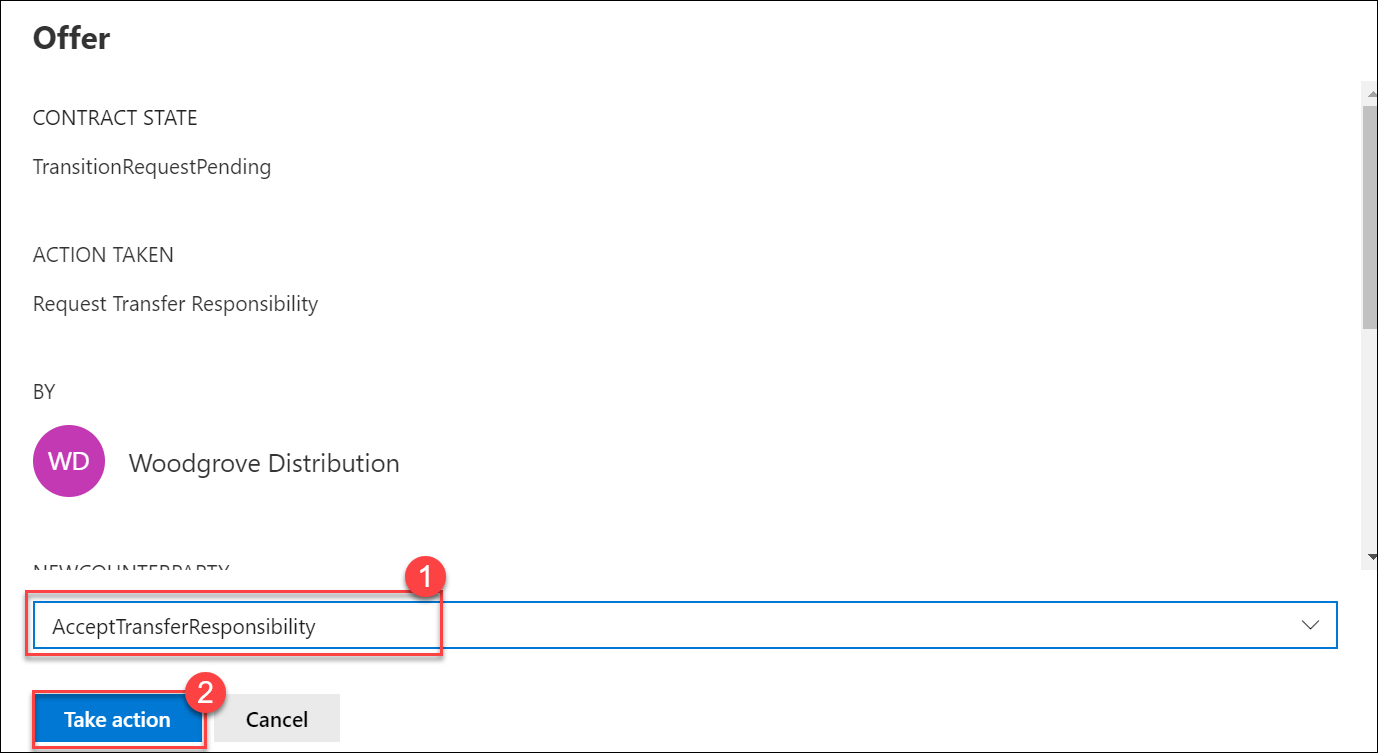 Offer
CONTRACT STATE
TransitionRequestPending
ACTION TAKEN
Request Transfer Responsibility
BY
WD
Woodgrove Distribution
NEWCOUNTERPARTY
1
AcceptTransferResponsibility
2
Take action
Cancel